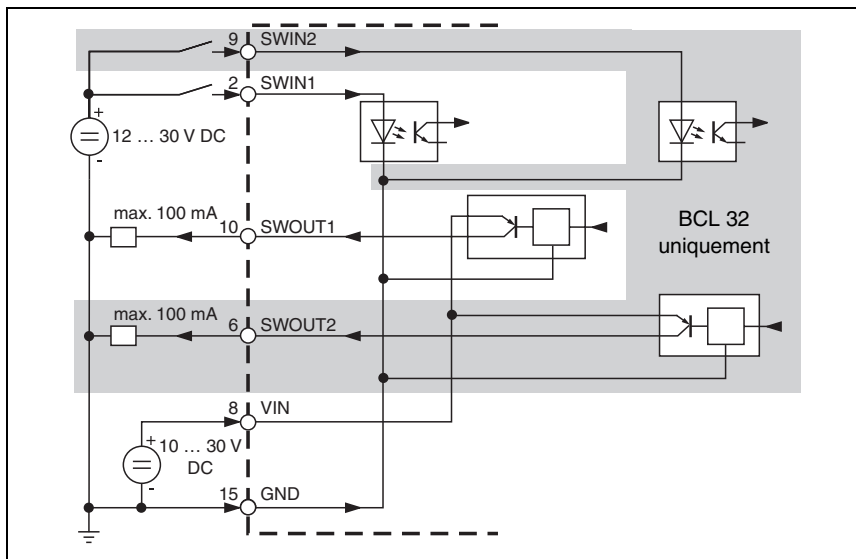 9 SWIN2
2 SWIN1
+
12 ... 30 V DC
-
max. 100 mA
10 SWOUT1
BCL 32
uniquement
max. 100 mA
6 SWOUT2
8 VIN
+
10 ... 30 V
DC
-
15 GND